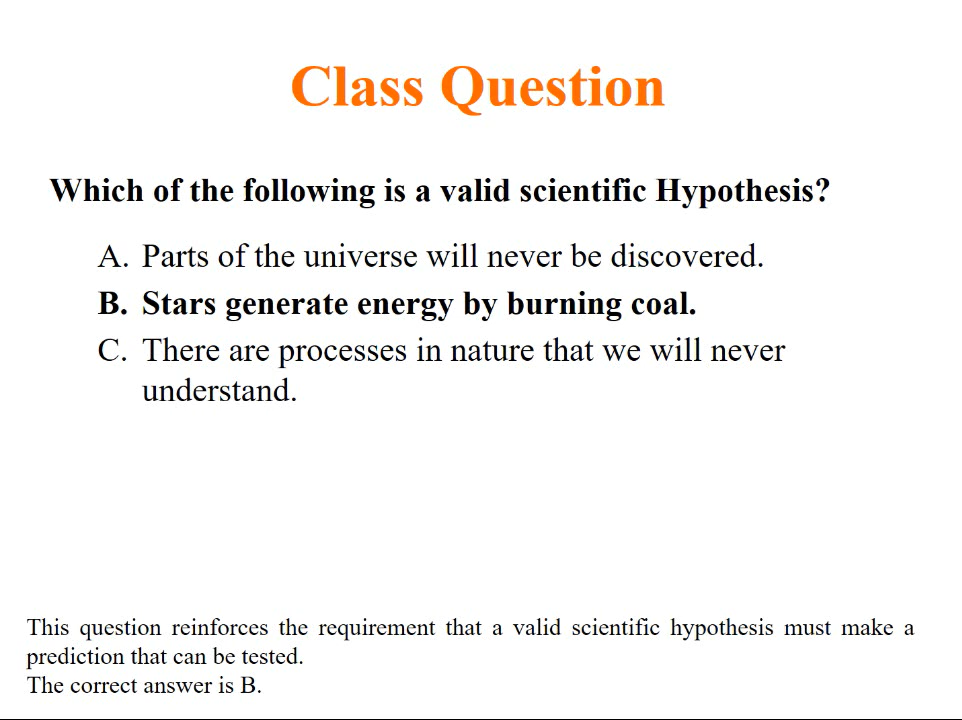 Class Question
Which of the following is a valid scientific Hypothesis?
A. Parts of the universe will never be discovered.
B. Stars generate energy by burning coal.
C. There are processes in nature that we will never
understand.
This question reinforces the requirement that a valid scientific hypothesis must make a
prediction that can be tested.
The correct answer is B.